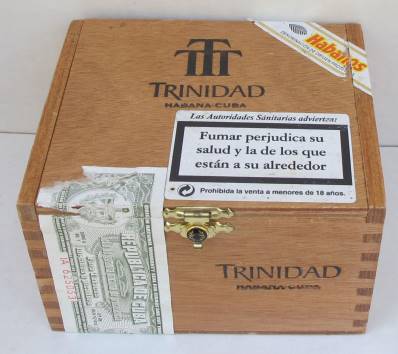 Habanos
TRINIDAD
HABANA-CUBA
Las Autoridades Sanitarias advierten:
Fumar perjudica su
salud y la de los que
están a su alrededor
Prohibida la venta a menores de 18 años.
REPUBLICA DE CUBA
TRINIDAD
HABANA-CUBA